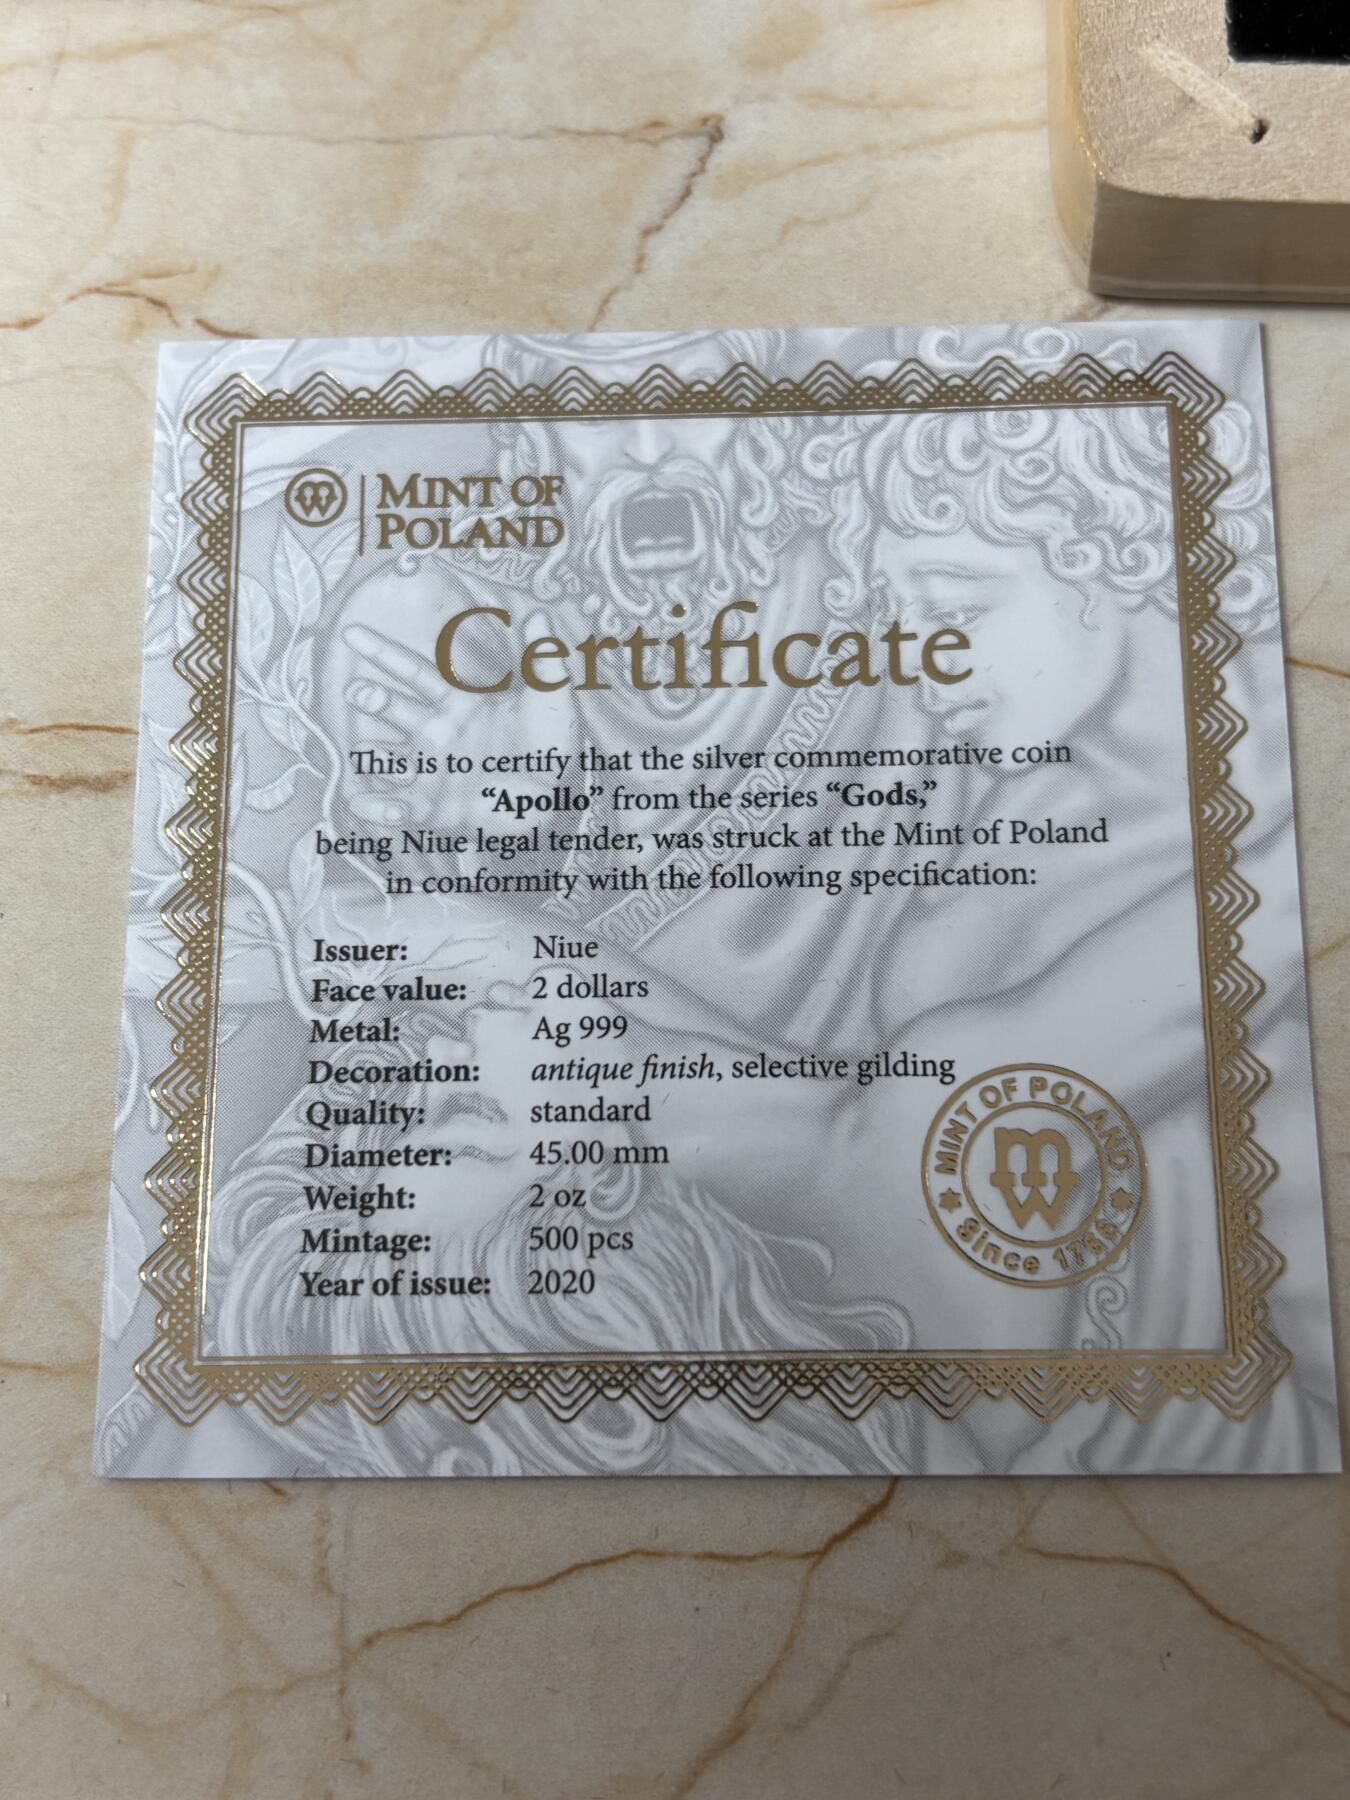 MINT OF
POLAND
Certificate
This is to certify that the silver commemorative coin
“Apollo” from the series “Gods,”
being Niue legal tender, was struck at the Mint of Poland
in conformity with the following specification:
Issuer: Niue
Face value: 2 dollars
Metal: Ag 999
Decoration: antique finish, selective gilding
Quality: standard
Diameter: 45.00 mm
Weight: 2 oz
Mintage: 500 pcs
Year of issue: 2020
MINT OF POLAND
Since 1766